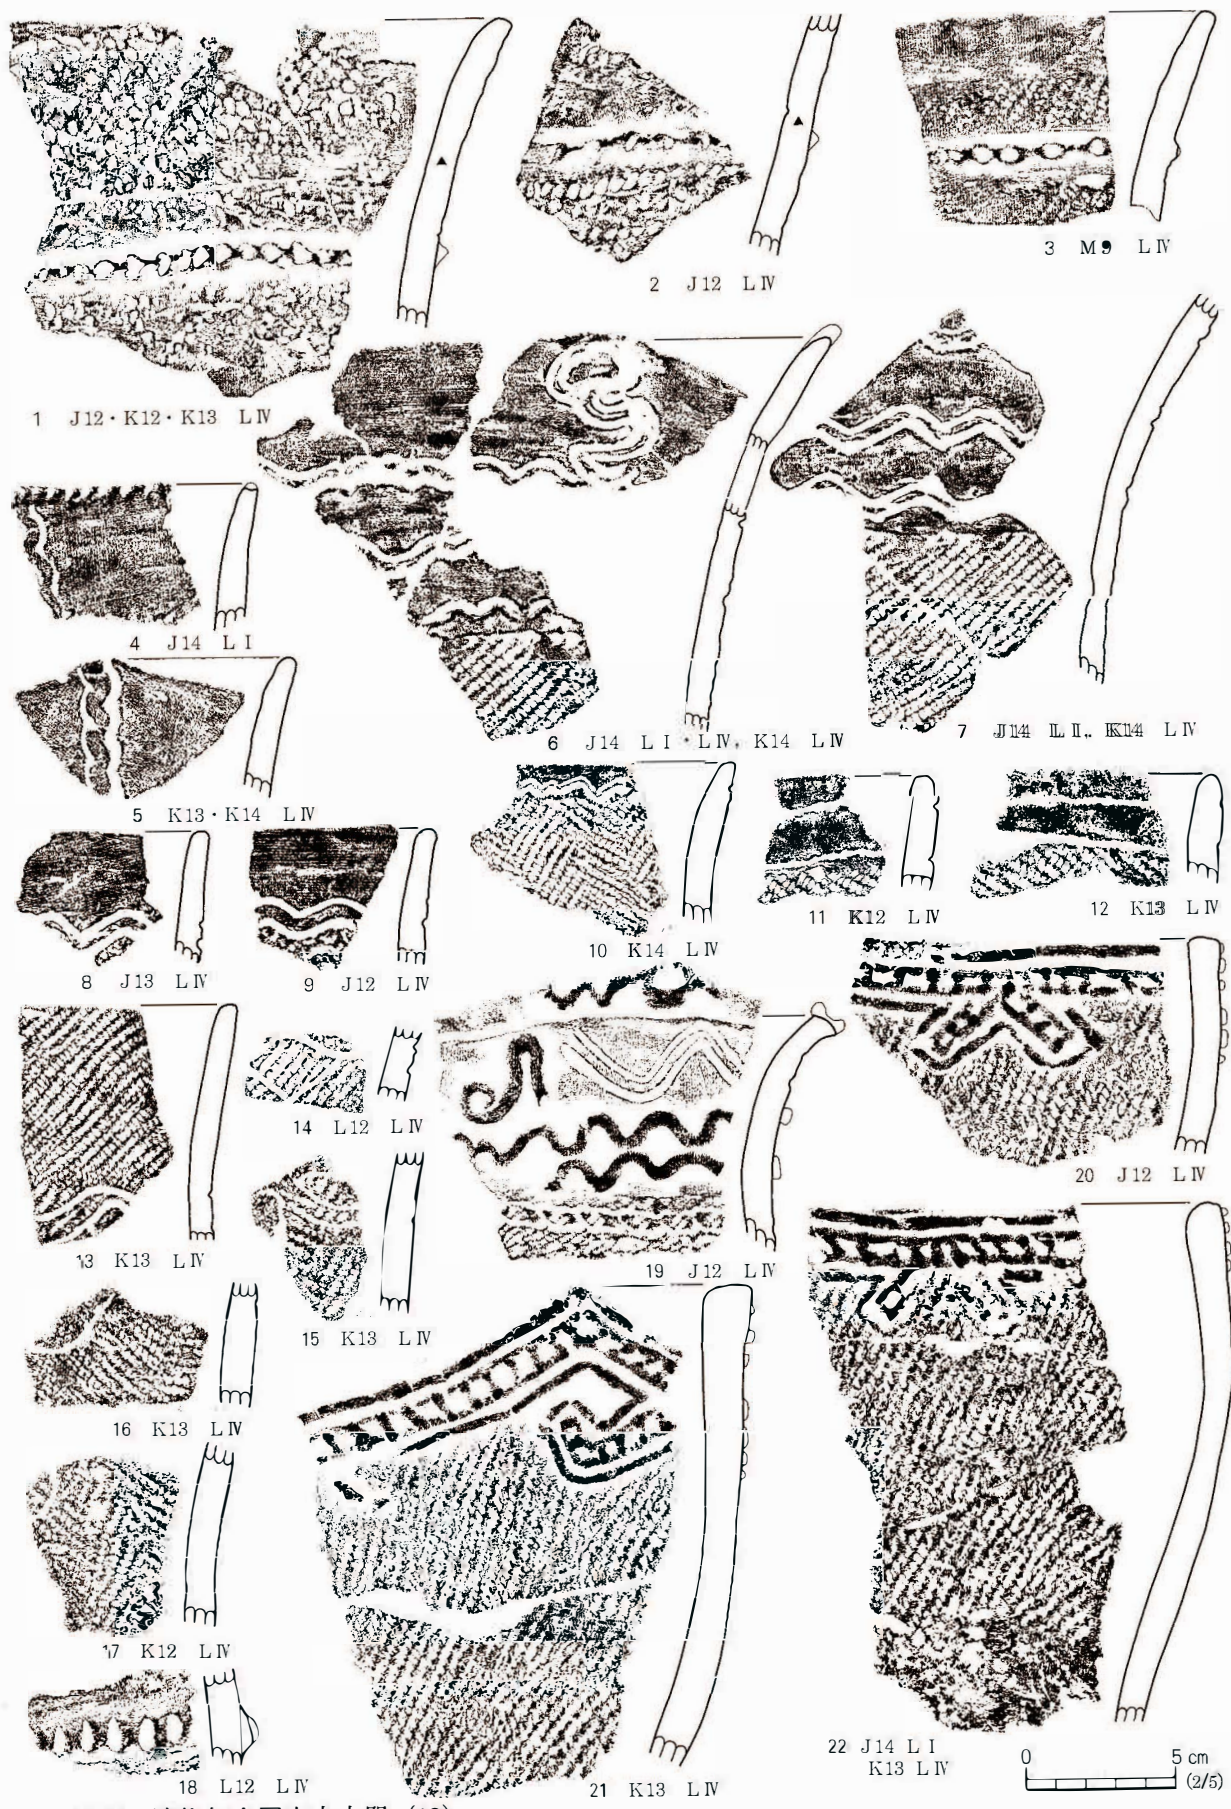 1 J12・K12・K13 LⅣ
2 J12 LⅣ
3 M9 LⅣ
4 J14 LⅠ
5 K13・K14 LⅣ
6 J14 LⅠ・LⅣ, K14 LⅣ
7 J14 LⅠ, K14 LⅣ
8 J13 LⅣ
9 J12 LⅣ
10 K14 LⅣ
11 K12 LⅣ
12 K13 LⅣ
13 K13 LⅣ
14 L12 LⅣ
15 K13 LⅣ
16 K13 LⅣ
17 K12 LⅣ
18 L12 LⅣ
19 J12 LⅣ
20 J12 LⅣ
21 K13 LⅣ
22 J14 LⅠ
K13 LⅣ
0 5 cm
(2/5)